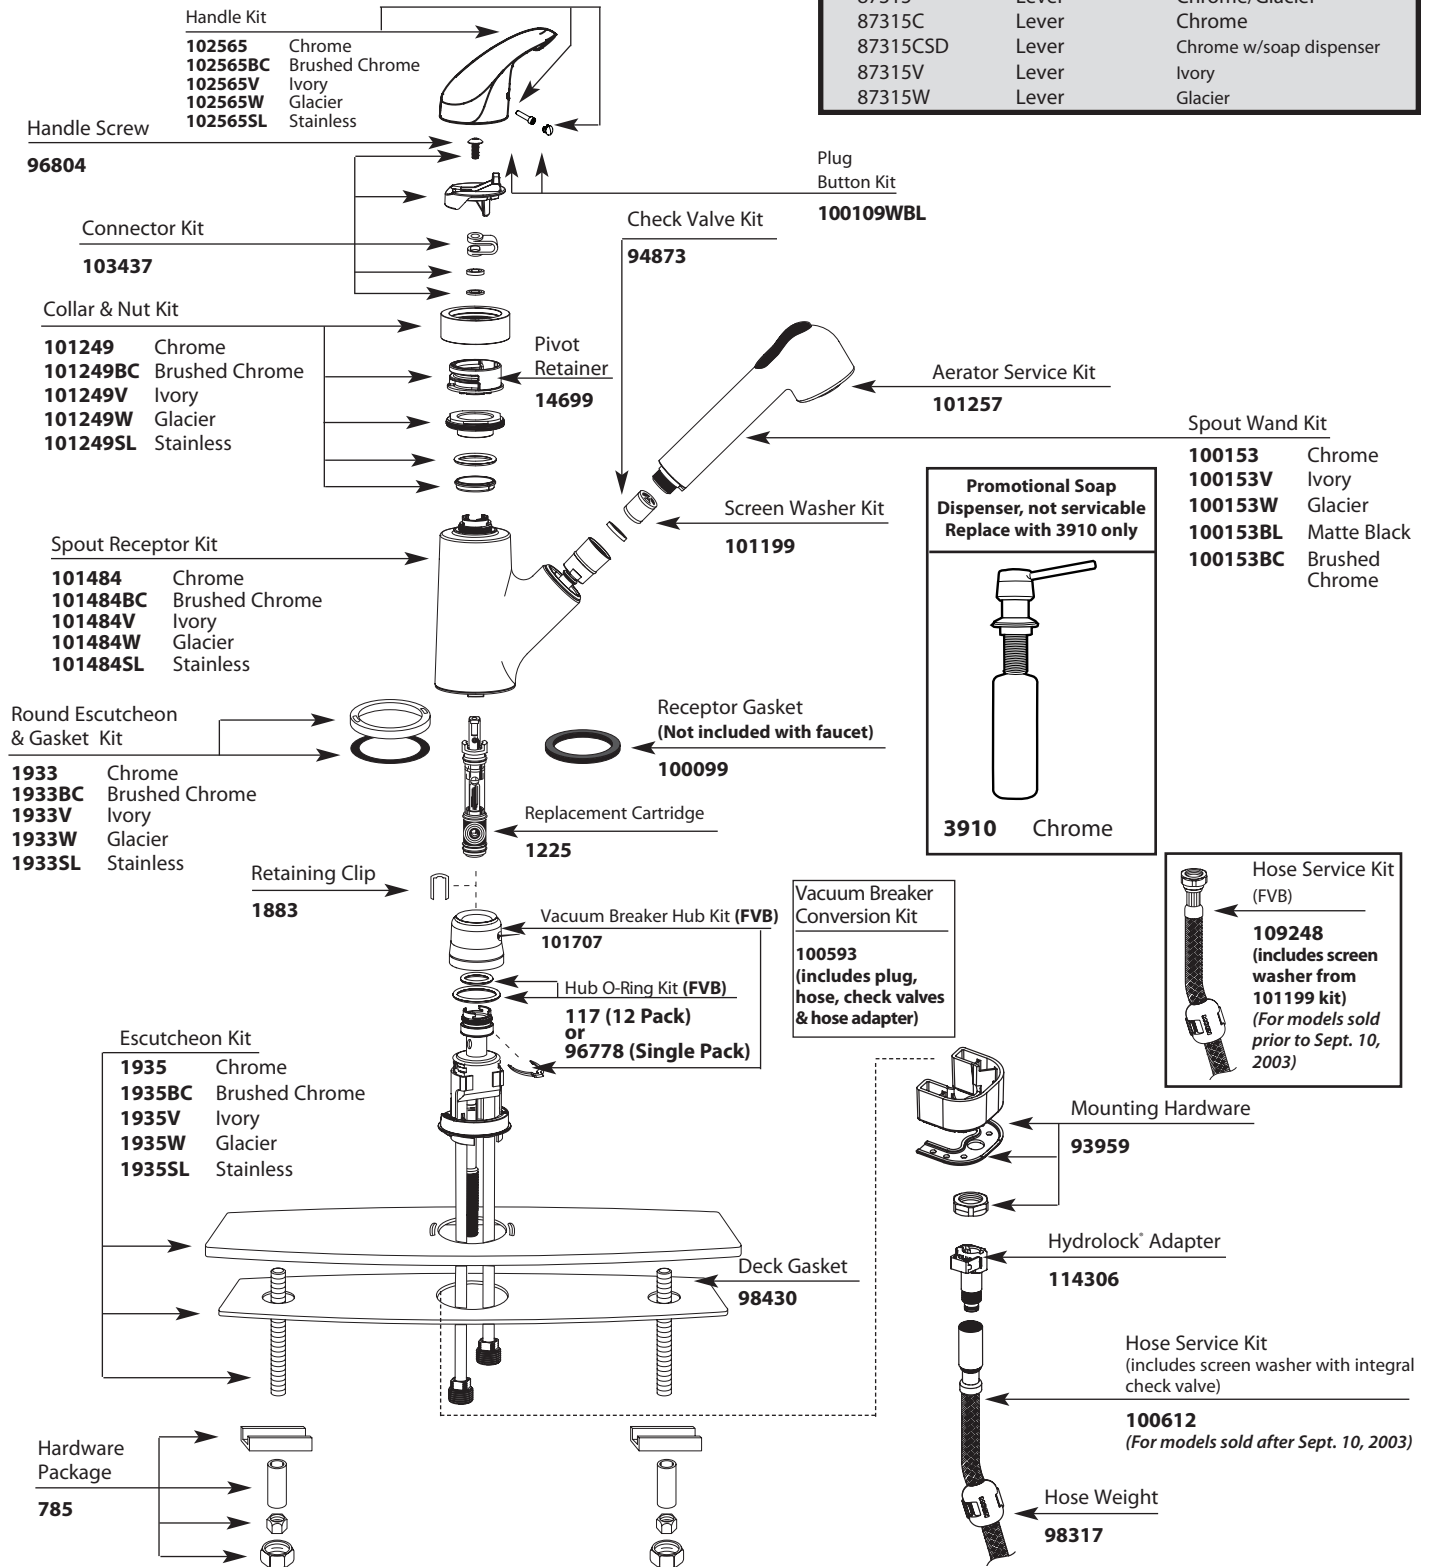 Handle Kit
102565 Chrome
102565BC Brushed Chrome
102565V Ivory
102565W Glacier
102565SL Stainless
87315 Lever Chrome/Glacier
87315C Lever Chrome
87315CSD Lever Chrome w/soap dispenser
87315V Lever Ivory
87315W Lever Glacier
Handle Screw
96804
Plug
Button Kit
100109WBL
Connector Kit
103437
Check Valve Kit
94873
Collar & Nut Kit
101249 Chrome
101249BC Brushed Chrome
101249V Ivory
101249W Glacier
101249SL Stainless
Pivot
Retainer
14699
Aerator Service Kit
101257
Spout Wand Kit
100153 Chrome
100153V Ivory
100153W Glacier
100153BL Matte Black
100153BC Brushed
Chrome
Promotional Soap
Dispenser, not servicable
Replace with 3910 only
3910 Chrome
Screen Washer Kit
101199
Spout Receptor Kit
101484 Chrome
101484BC Brushed Chrome
101484V Ivory
101484W Glacier
101484SL Stainless
Round Escutcheon
& Gasket Kit
1933 Chrome
1933BC Brushed Chrome
1933V Ivory
1933W Glacier
1933SL Stainless
Receptor Gasket
(Not included with faucet)
100099
Replacement Cartridge
1225
Retaining Clip
1883
Vacuum Breaker Hub Kit (FVB)
101707
Hub O-Ring Kit (FVB)
117 (12 Pack)
or
96778 (Single Pack)
Vacuum Breaker
Conversion Kit
100593
(includes plug,
hose, check valves
& hose adapter)
Hose Service Kit
(FVB)
109248
(includes screen
washer from
101199 kit)
(For models sold
prior to Sept. 10,
2003)
Escutcheon Kit
1935 Chrome
1935BC Brushed Chrome
1935V Ivory
1935W Glacier
1935SL Stainless
Mounting Hardware
93959
Hydrolock® Adapter
114306
Deck Gasket
98430
Hose Service Kit
(includes screen washer with integral
check valve)
100612
(For models sold after Sept. 10, 2003)
Hardware
Package
785
Hose Weight
98317